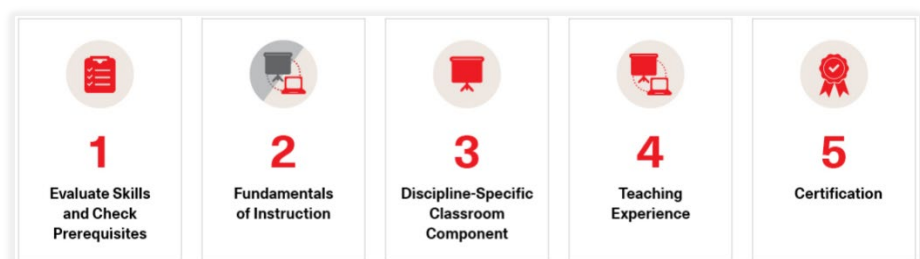 1
Evaluate Skills
and Check
Prerequisites
2
Fundamentals
of Instruction
3
Discipline-Specific
Classroom
Component
4
Teaching
Experience
5
Certification